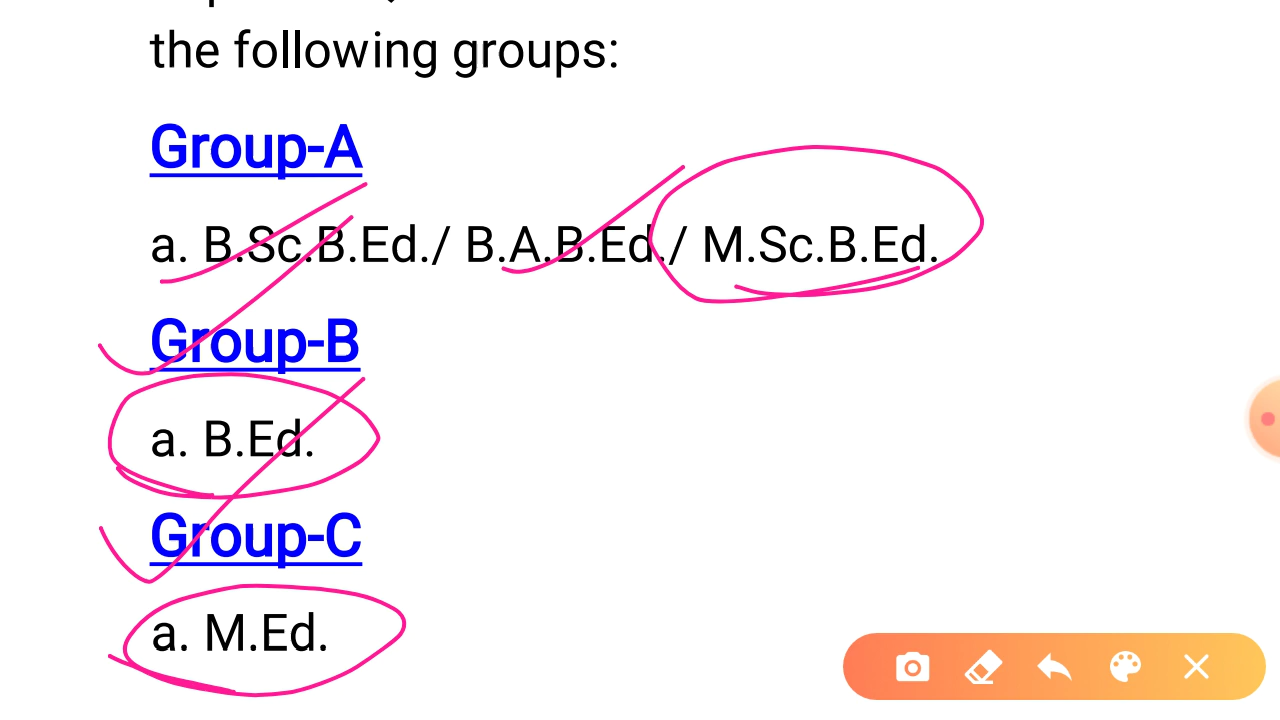 the following groups:
Group-A
a. B.Sc.B.Ed./ B.A.B.Ed./ M.Sc.B.Ed.
Group-B
a. B.Ed.
Group-C
a. M.Ed.